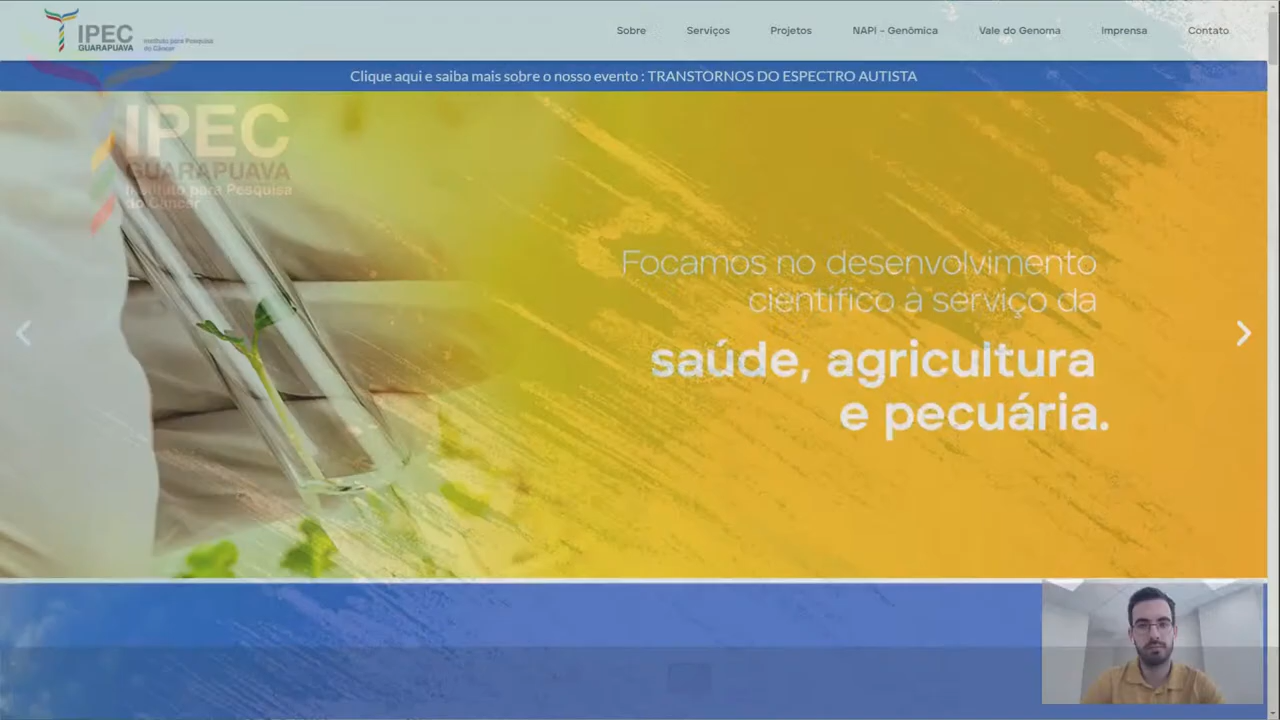 IPEC
GUARAPUAVA
Instituto para Pesquisa
do Câncer
Sobre
Serviços
Projetos
NAPI - Genômica
Vale do Genoma
Imprensa
Contato
Clique aqui e saiba mais sobre o nosso evento : TRANSTORNOS DO ESPECTRO AUTISTA
IPEC
GUARAPUAVA
Instituto para Pesquisa
do Câncer
Focamos no desenvolvimento
científico à serviço da
saúde, agricultura
e pecuária.